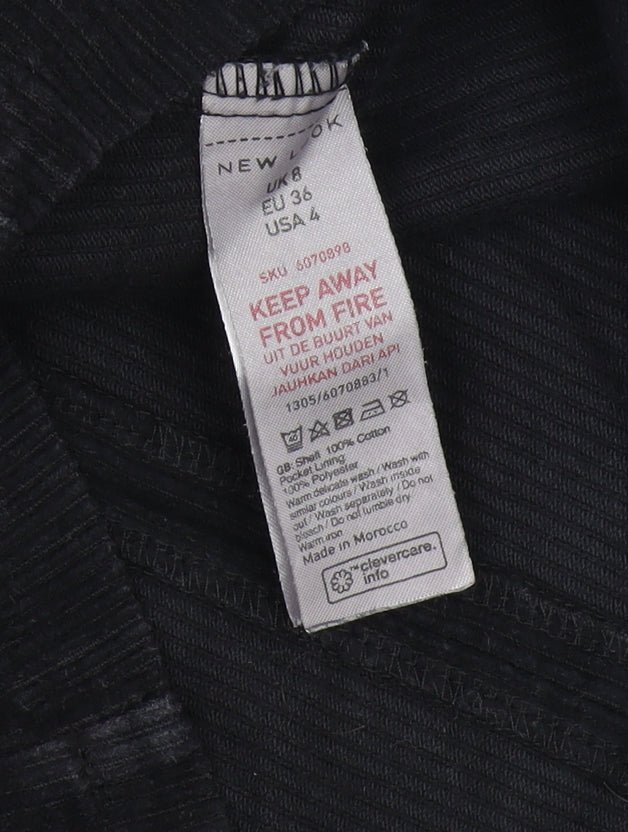 NEW LOOK
UK 8
EU 36
USA 4
SKU 6070898
KEEP AWAY
FROM FIRE
UIT DE BUURT VAN
VUUR HOUDEN
JAUHKAN DARI API
1305/6070883/1
40
GB: Shell 100% Cotton
Pocket Lining
100% Polyester
Warm delicate wash / Wash with
similar colours / Wash inside
out / Wash separately / Do not
bleach / Do not tumble dry
Warm iron
Made in Morocco
™clevercare.
info